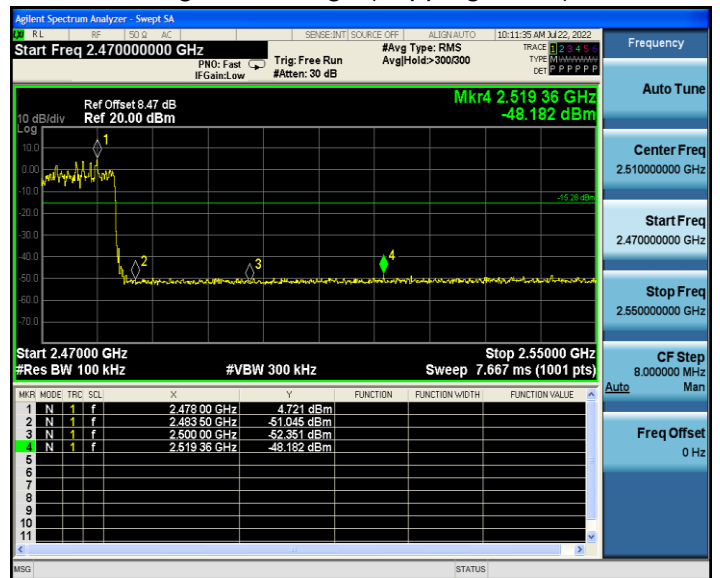 Agilent Spectrum Analyzer - Swept SA
LXI RL RF 50 Ω AC SENSE:INT SOURCE OFF ALIGN AUTO 10:11:35 AM Jul 22, 2022
Start Freq 2.470000000 GHz
PNO: Fast
IFGain:Low
Trig: Free Run
#Atten: 30 dB
#Avg Type: RMS
Avg|Hold:>300/300
TRACE 1 2 3 4 5 6
TYPE M
DET P P P P P P
Ref Offset 8.47 dB
10 dB/div Ref 20.00 dBm
Log
Mkr4 2.519 36 GHz
-48.182 dBm
10.0
0.00
-10.0
-20.0
-30.0
-40.0
-50.0
-60.0
-70.0
1
2
3
4
-15.28 dBm
Start 2.47000 GHz Stop 2.55000 GHz
#Res BW 100 kHz #VBW 300 kHz Sweep 7.667 ms (1001 pts)
MKR MODE TRC SCL X Y FUNCTION FUNCTION WIDTH FUNCTION VALUE
1 N 1 f 2.478 00 GHz 4.721 dBm
2 N 1 f 2.483 50 GHz -51.045 dBm
3 N 1 f 2.500 00 GHz -52.351 dBm
4 N 1 f 2.519 36 GHz -48.182 dBm
5
6
7
8
9
10
11
MSG STATUS
Frequency
Auto Tune
Center Freq
2.510000000 GHz
Start Freq
2.470000000 GHz
Stop Freq
2.550000000 GHz
CF Step
8.000000 MHz
Auto Man
Freq Offset
0 Hz